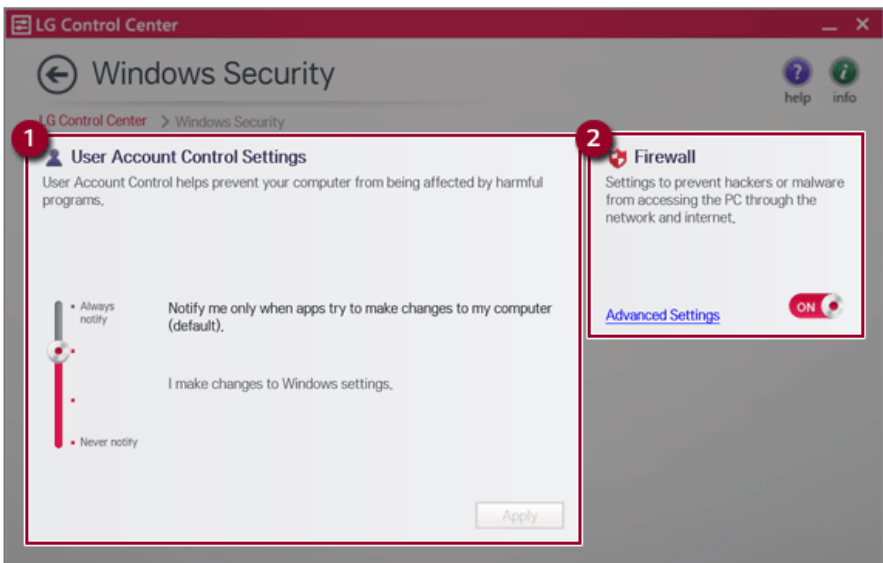 LG Control Center
Windows Security
help
info
LG Control Center > Windows Security
1
User Account Control Settings
User Account Control helps prevent your computer from being affected by harmful
programs.
Always
notify
Notify me only when apps try to make changes to my computer
(default).
I make changes to Windows settings.
Never notify
Apply
2
Firewall
Settings to prevent hackers or malware
from accessing the PC through the
network and internet.
Advanced Settings
ON